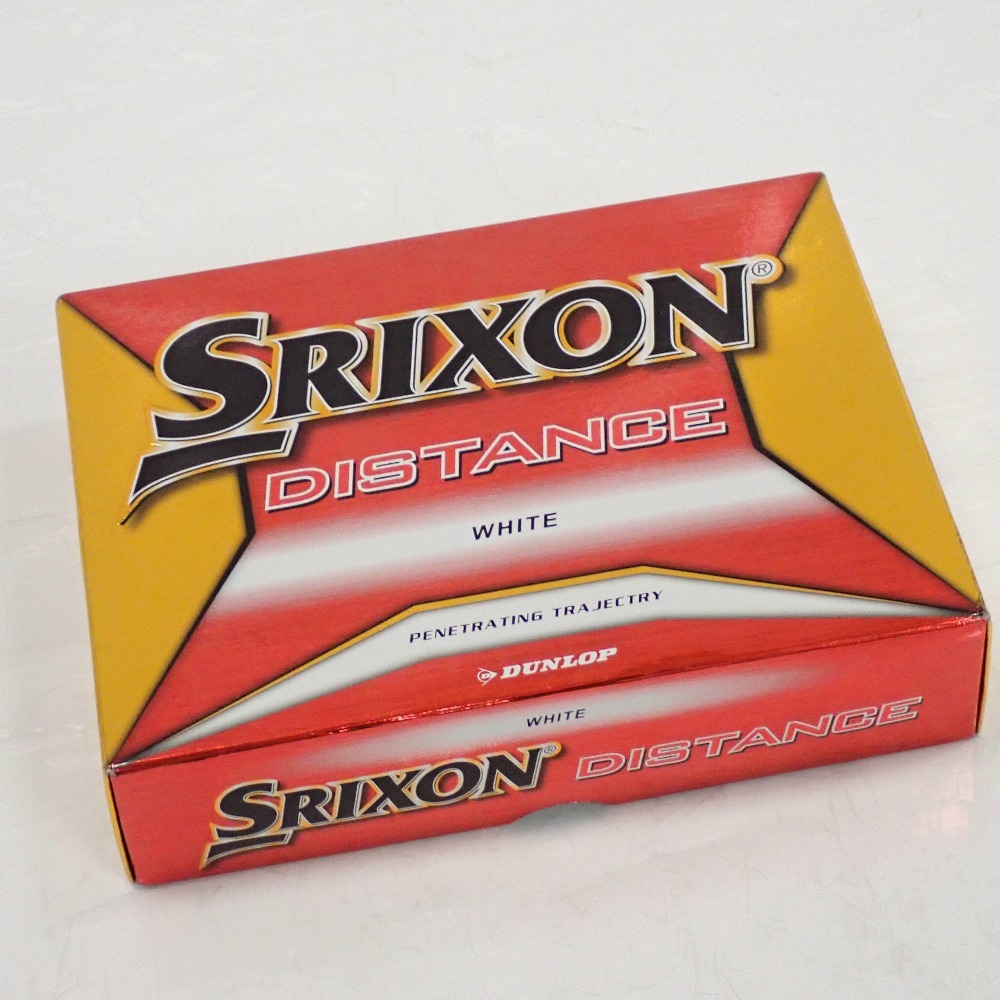 SRIXON®
DISTANCE
WHITE
PENETRATING TRAJECTRY
DUNLOP
WHITE
SRIXON® DISTANCE